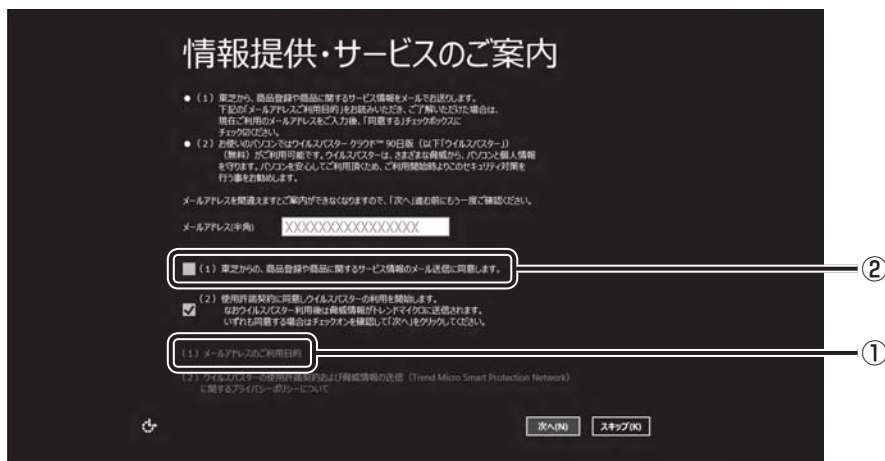 情報提供・サービスのご案内
● (1) 東芝から、商品登録や商品に関するサービス情報をメールでお送りします。
下記の「メールアドレスご利用目的」をお読みいただき、ご了解いただけた場合は、
現在ご利用のメールアドレスをご入力後、「同意する」チェックボックスに
チェックください。
● (2) お使いのパソコンではウイルスバスター クラウド™ 90日版 (以下「ウイルスバスター」)
(無料) がご利用可能です。ウイルスバスターは、さまざまな脅威から、パソコンと個人情報
を守ります。パソコンを安心してご利用頂くため、ご利用開始時よりこのセキュリティ対策を
行う事をお勧めします。
メールアドレスを間違えますとご案内ができなくなりますので、「次へ」進む前にもう一度ご確認ください。
メールアドレス(半角) XXXXXXXXXXXXXXXX
(1) 東芝からの、商品登録や商品に関するサービス情報のメール送信に同意します。
②
(2) 使用許諾契約に同意しウイルスバスターの利用を開始します。
なおウイルスバスター利用後は脅威情報がトレンドマイクロに送信されます。
いずれも同意する場合はチェックオンを確認して「次へ」をクリックしてください。
(1) メールアドレスのご利用目的
①
(2) ウイルスバスターの使用許諾契約および脅威情報の送信 (Trend Micro Smart Protection Network)
に関するプライバシーポリシーについて
次へ(N) スキップ(K)